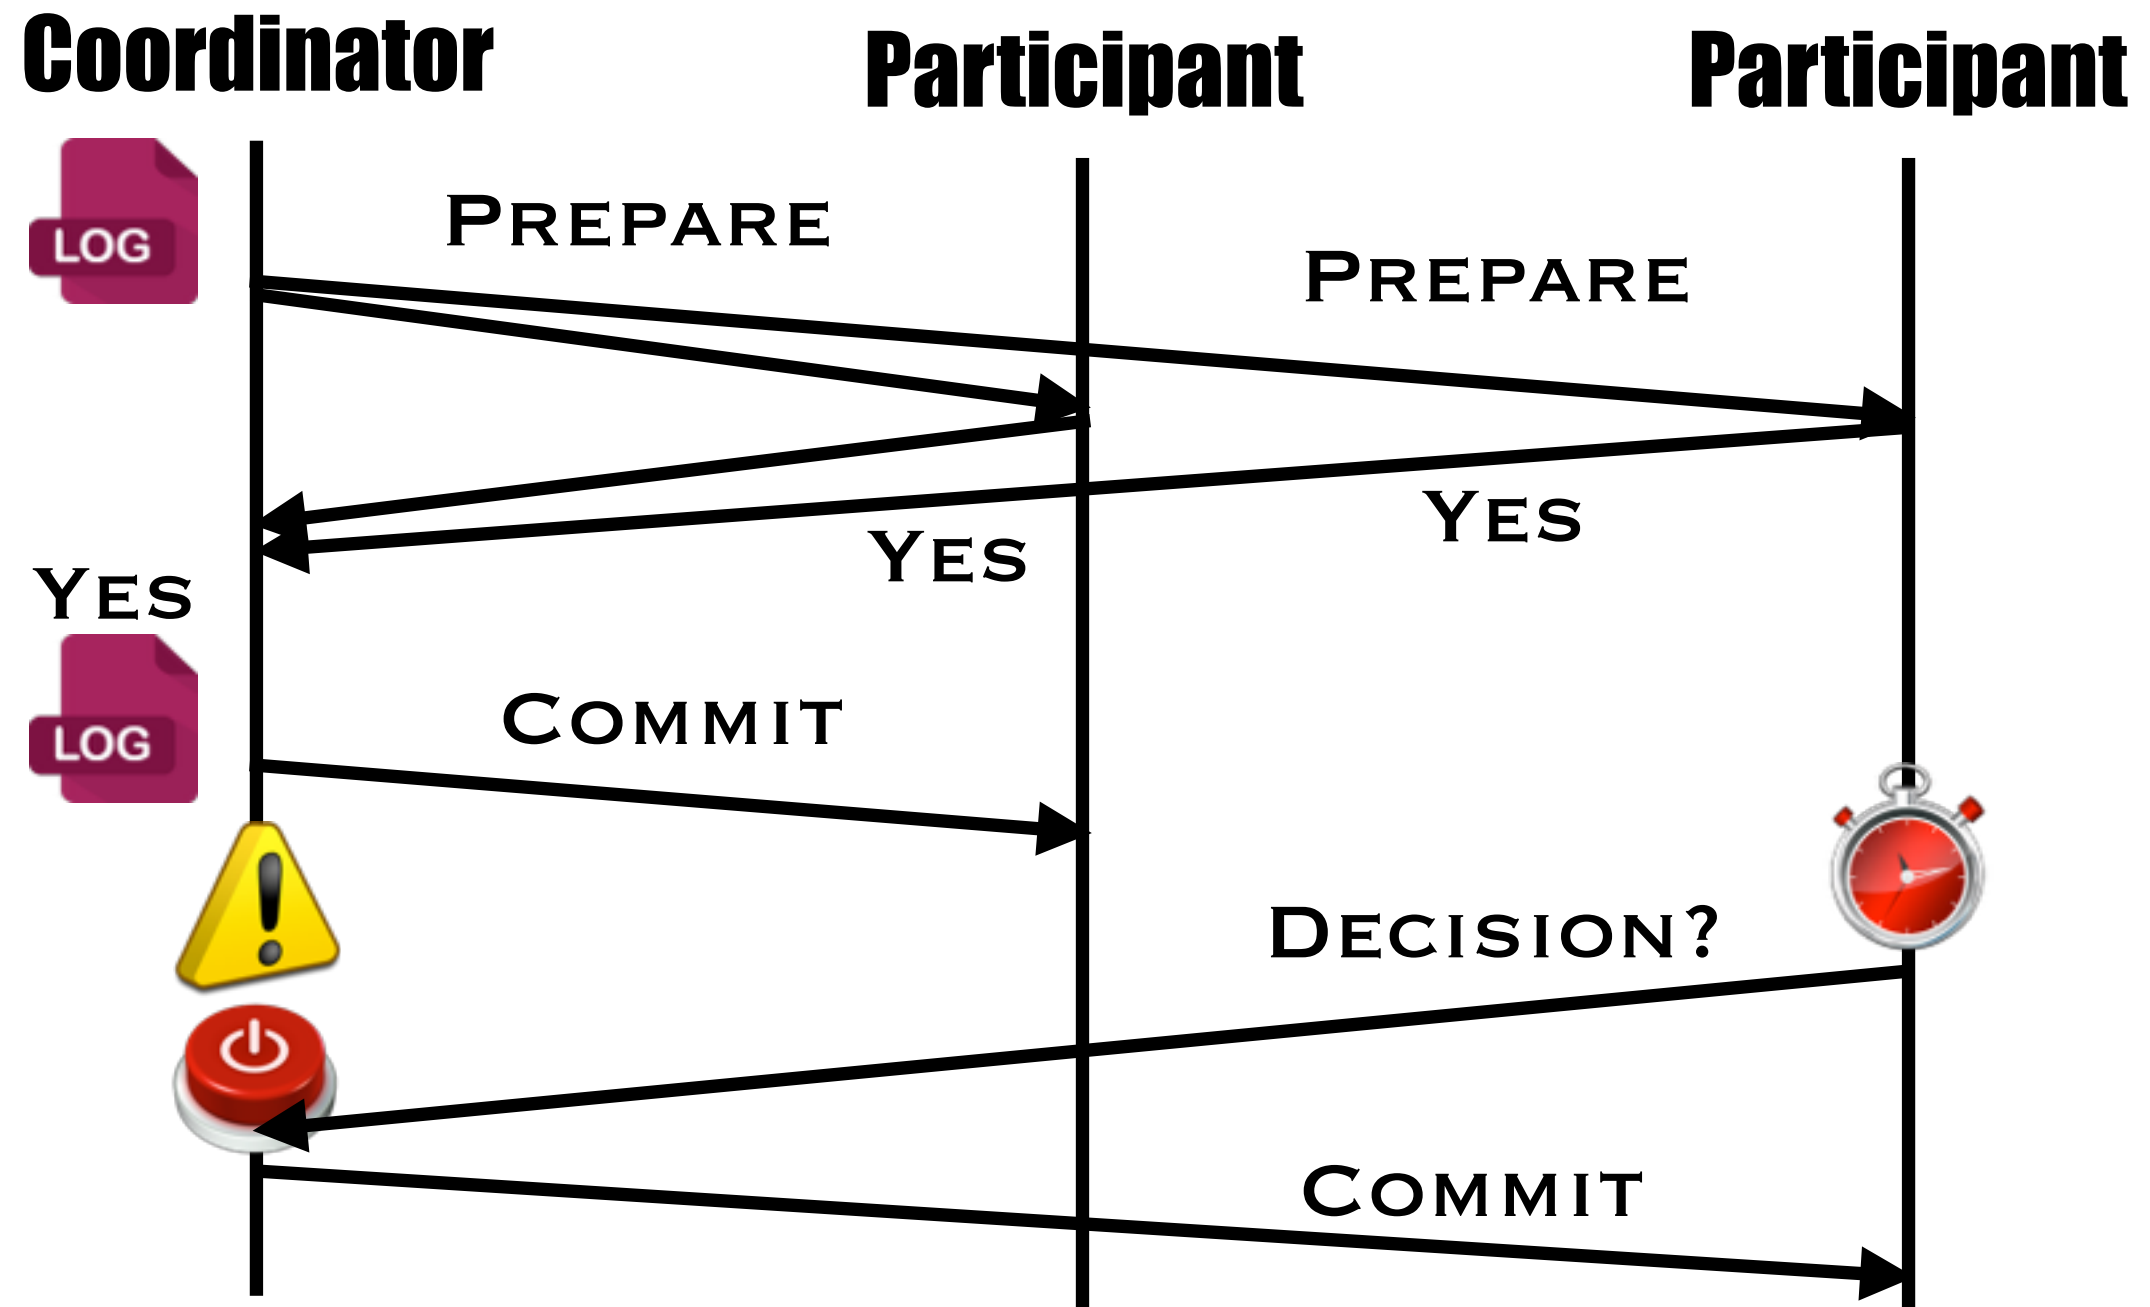 Coordinator
Participant
Participant
LOG
PREPARE
PREPARE
YES
YES
YES
LOG
COMMIT
DECISION?
COMMIT